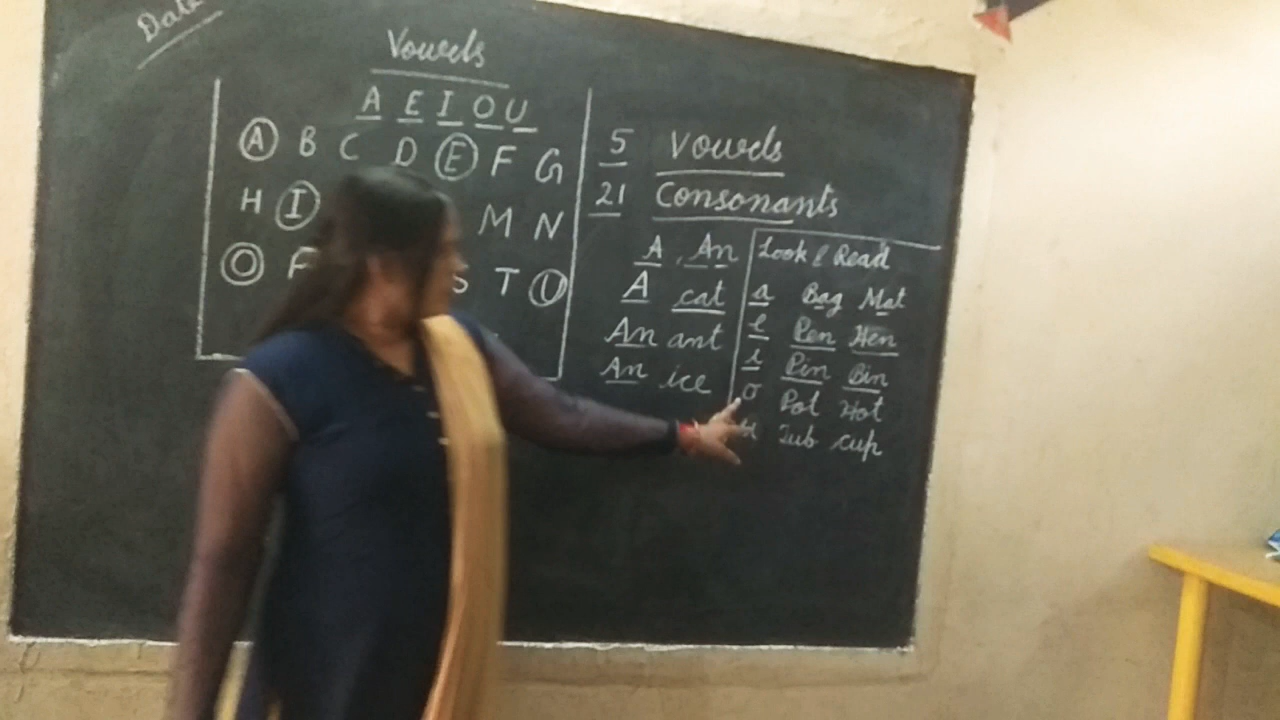 Date
Vowels
A E I O U
A B C D E F G
H I M N
O S T U
5 Vowels
21 Consonants
A, An
A cat
An ant
An ice
Look & Read
a Bag Mat
e Pen Hen
i Pin Bin
o Pot Hot
u Tub cup